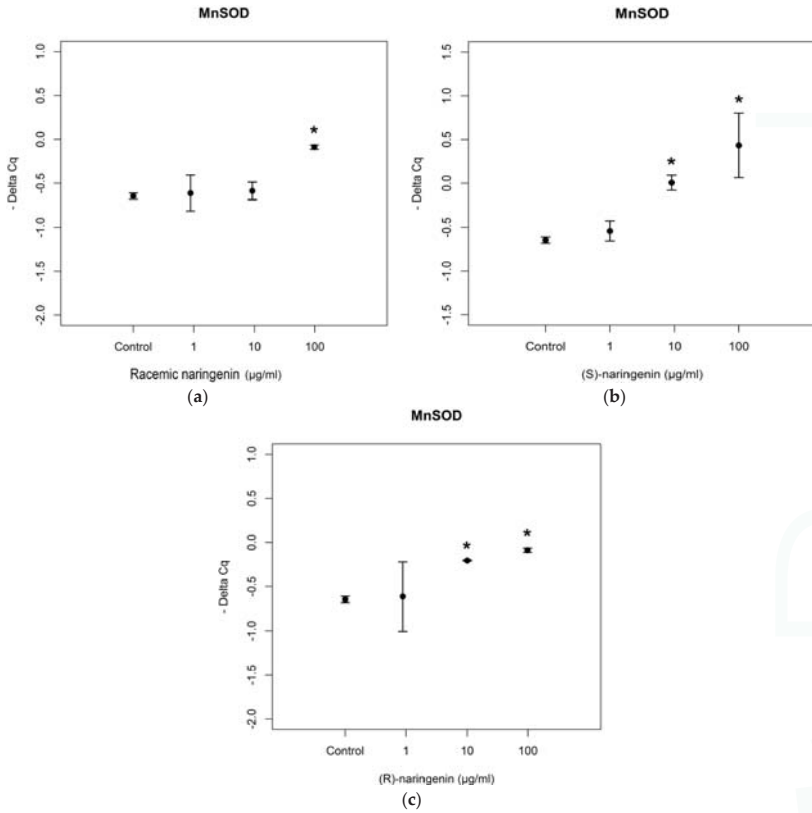 MnSOD
1.0
0.5
0.0
-0.5
-1.0
-1.5
-2.0
- Delta Cq
*
Control 1 10 100
Racemic naringenin (µg/ml)
(a)
MnSOD
1.5
1.0
0.5
0.0
-0.5
-1.0
-1.5
- Delta Cq
*
*
Control 1 10 100
(S)-naringenin (µg/ml)
(b)
MnSOD
1.0
0.5
0.0
-0.5
-1.0
-1.5
-2.0
- Delta Cq
* *
Control 1 10 100
(R)-naringenin (µg/ml)
(c)